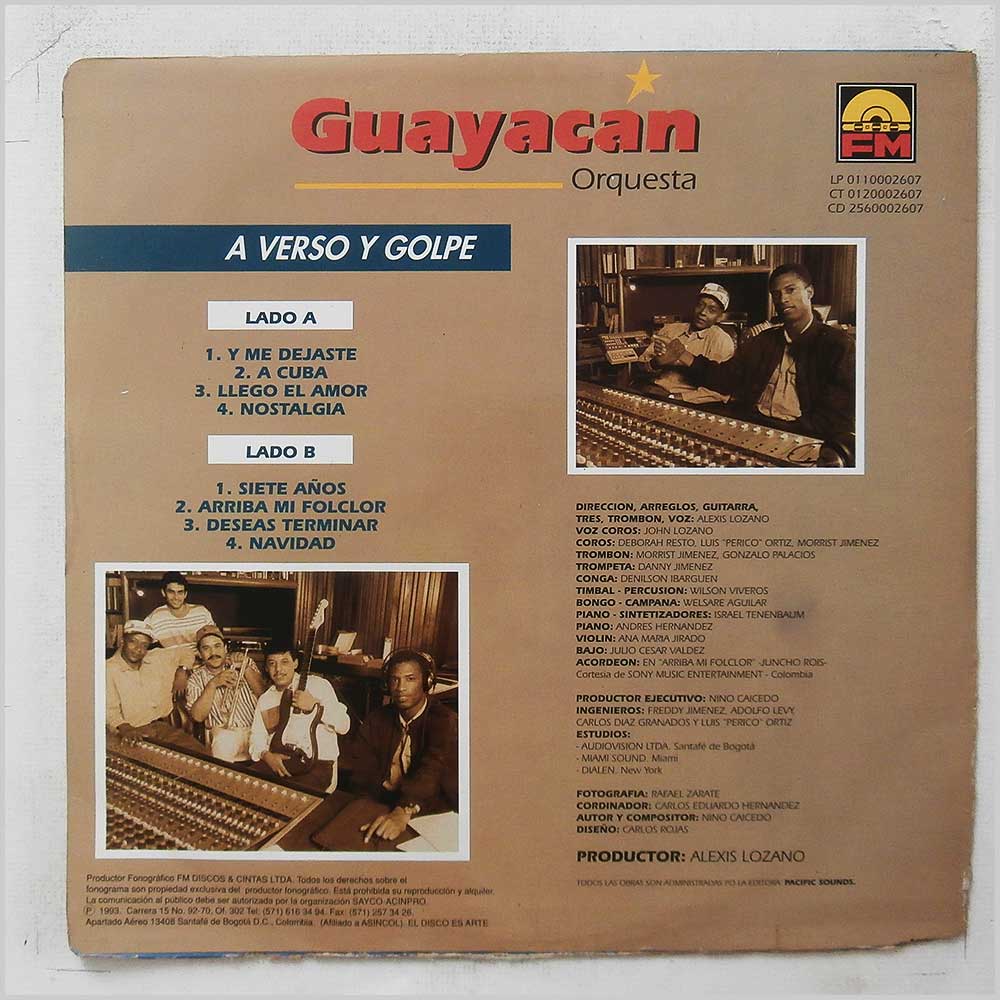 Guayacán
Orquesta
FM
LP 0110002607
CT 0120002607
CD 2560002607
A VERSO Y GOLPE
LADO A
1. Y ME DEJASTE
2. A CUBA
3. LLEGO EL AMOR
4. NOSTALGIA
LADO B
1. SIETE AÑOS
2. ARRIBA MI FOLCLOR
3. DESEAS TERMINAR
4. NAVIDAD
DIRECCION, ARREGLOS, GUITARRA,
TRES, TROMBON, VOZ: ALEXIS LOZANO
VOZ COROS: JOHN LOZANO
COROS: DEBORAH RESTO, LUIS "PERICO" ORTIZ, MORRIST JIMENEZ
TROMBON: MORRIST JIMENEZ, GONZALO PALACIOS
TROMPETA: DANNY JIMENEZ
CONGA: DENILSON IBARGUEN
TIMBAL - PERCUSION: WILSON VIVEROS
BONGO - CAMPANA: WELSARE AGUILAR
PIANO - SINTETIZADORES: ISRAEL TENENBAUM
PIANO: ANDRES HERNANDEZ
VIOLIN: ANA MARIA JIRADO
BAJO: JULIO CESAR VALDEZ
ACORDEON: EN "ARRIBA MI FOLCLOR" -JUNCHO ROIS-
Cortesia de SONY MUSIC ENTERTAINMENT - Colombia
PRODUCTOR EJECUTIVO: NINO CAICEDO
INGENIEROS: FREDDY JIMENEZ, ADOLFO LEVY,
CARLOS DIAZ GRANADOS Y LUIS "PERICO" ORTIZ
ESTUDIOS:
- AUDIOVISION LTDA. Santafé de Bogotá
- MIAMI SOUND. Miami
- DIALEN. New York
FOTOGRAFIA: RAFAEL ZARATE
CORDINADOR: CARLOS EDUARDO HERNANDEZ
AUTOR Y COMPOSITOR: NINO CAICEDO
DISEÑO: CARLOS ROJAS
PRODUCTOR: ALEXIS LOZANO
TODOS LAS OBRAS SON ADMINISTRADAS PO LA EDITORA: PACIFIC SOUNDS.
Productor Fonográfico FM DISCOS & CINTAS LTDA. Todos los derechos sobre el
fonograma son propiedad exclusiva del productor fonográfico. Está prohibida su reproducción y alquiler.
La comunicación al público debe ser autorizada por la organización SAYCO-ACINPRO.
Ⓟ 1993. Carrera 15 No. 92-70, Of. 302 Tel: (571) 616 34 94. Fax: (571) 257 34 26.
Apartado Aéreo 13408 Santafé de Bogotá D.C., Colombia. (Afiliado a ASINCOL). EL DISCO ES ARTE